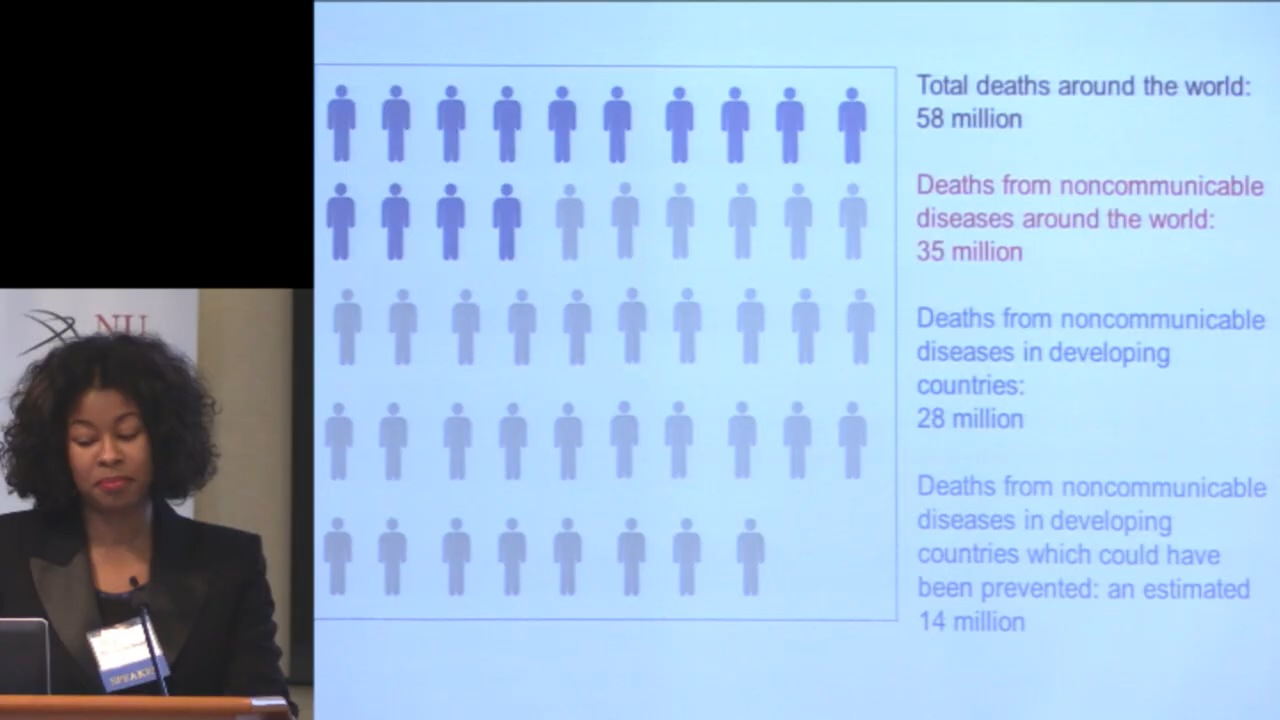 Total deaths around the world:
58 million
Deaths from noncommunicable
diseases around the world:
35 million
Deaths from noncommunicable
diseases in developing
countries:
28 million
Deaths from noncommunicable
diseases in developing
countries which could have
been prevented: an estimated
14 million
NU
SPEAKER